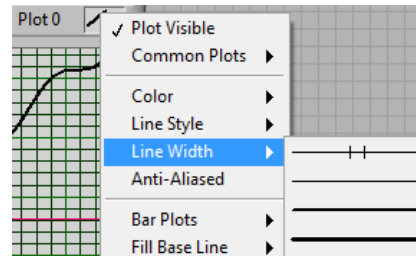 Plot 0
Plot Visible
Common Plots
Color
Line Style
Line Width
Anti-Aliased
Bar Plots
Fill Base Line